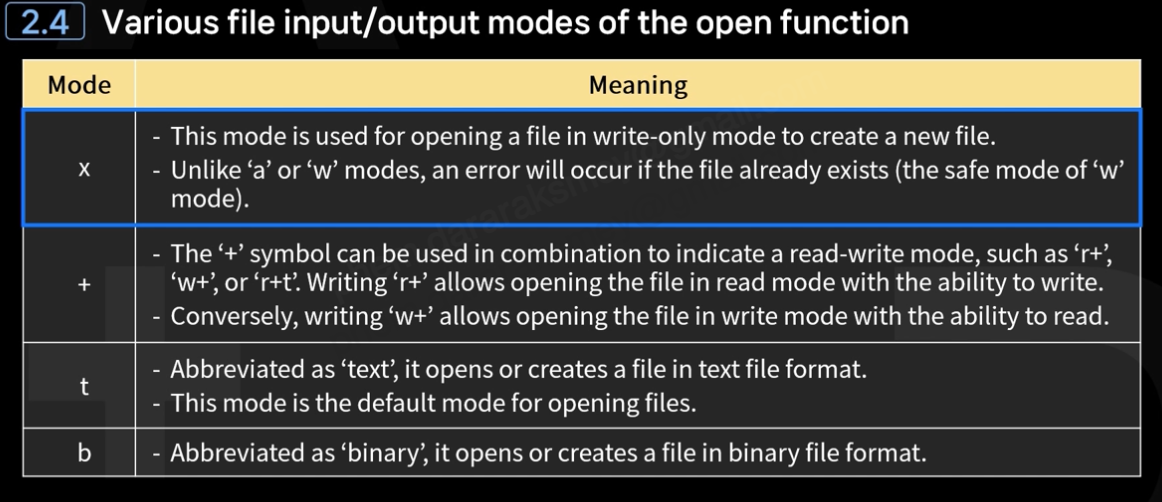 2.4 Various file input/output modes of the open function
Mode Meaning
x
- This mode is used for opening a file in write-only mode to create a new file.
- Unlike ‘a’ or ‘w’ modes, an error will occur if the file already exists (the safe mode of ‘w’
mode).
+
- The ‘+’ symbol can be used in combination to indicate a read-write mode, such as ‘r+’,
‘w+’, or ‘r+t’. Writing ‘r+’ allows opening the file in read mode with the ability to write.
- Conversely, writing ‘w+’ allows opening the file in write mode with the ability to read.
t
- Abbreviated as ‘text’, it opens or creates a file in text file format.
- This mode is the default mode for opening files.
b
- Abbreviated as ‘binary’, it opens or creates a file in binary file format.